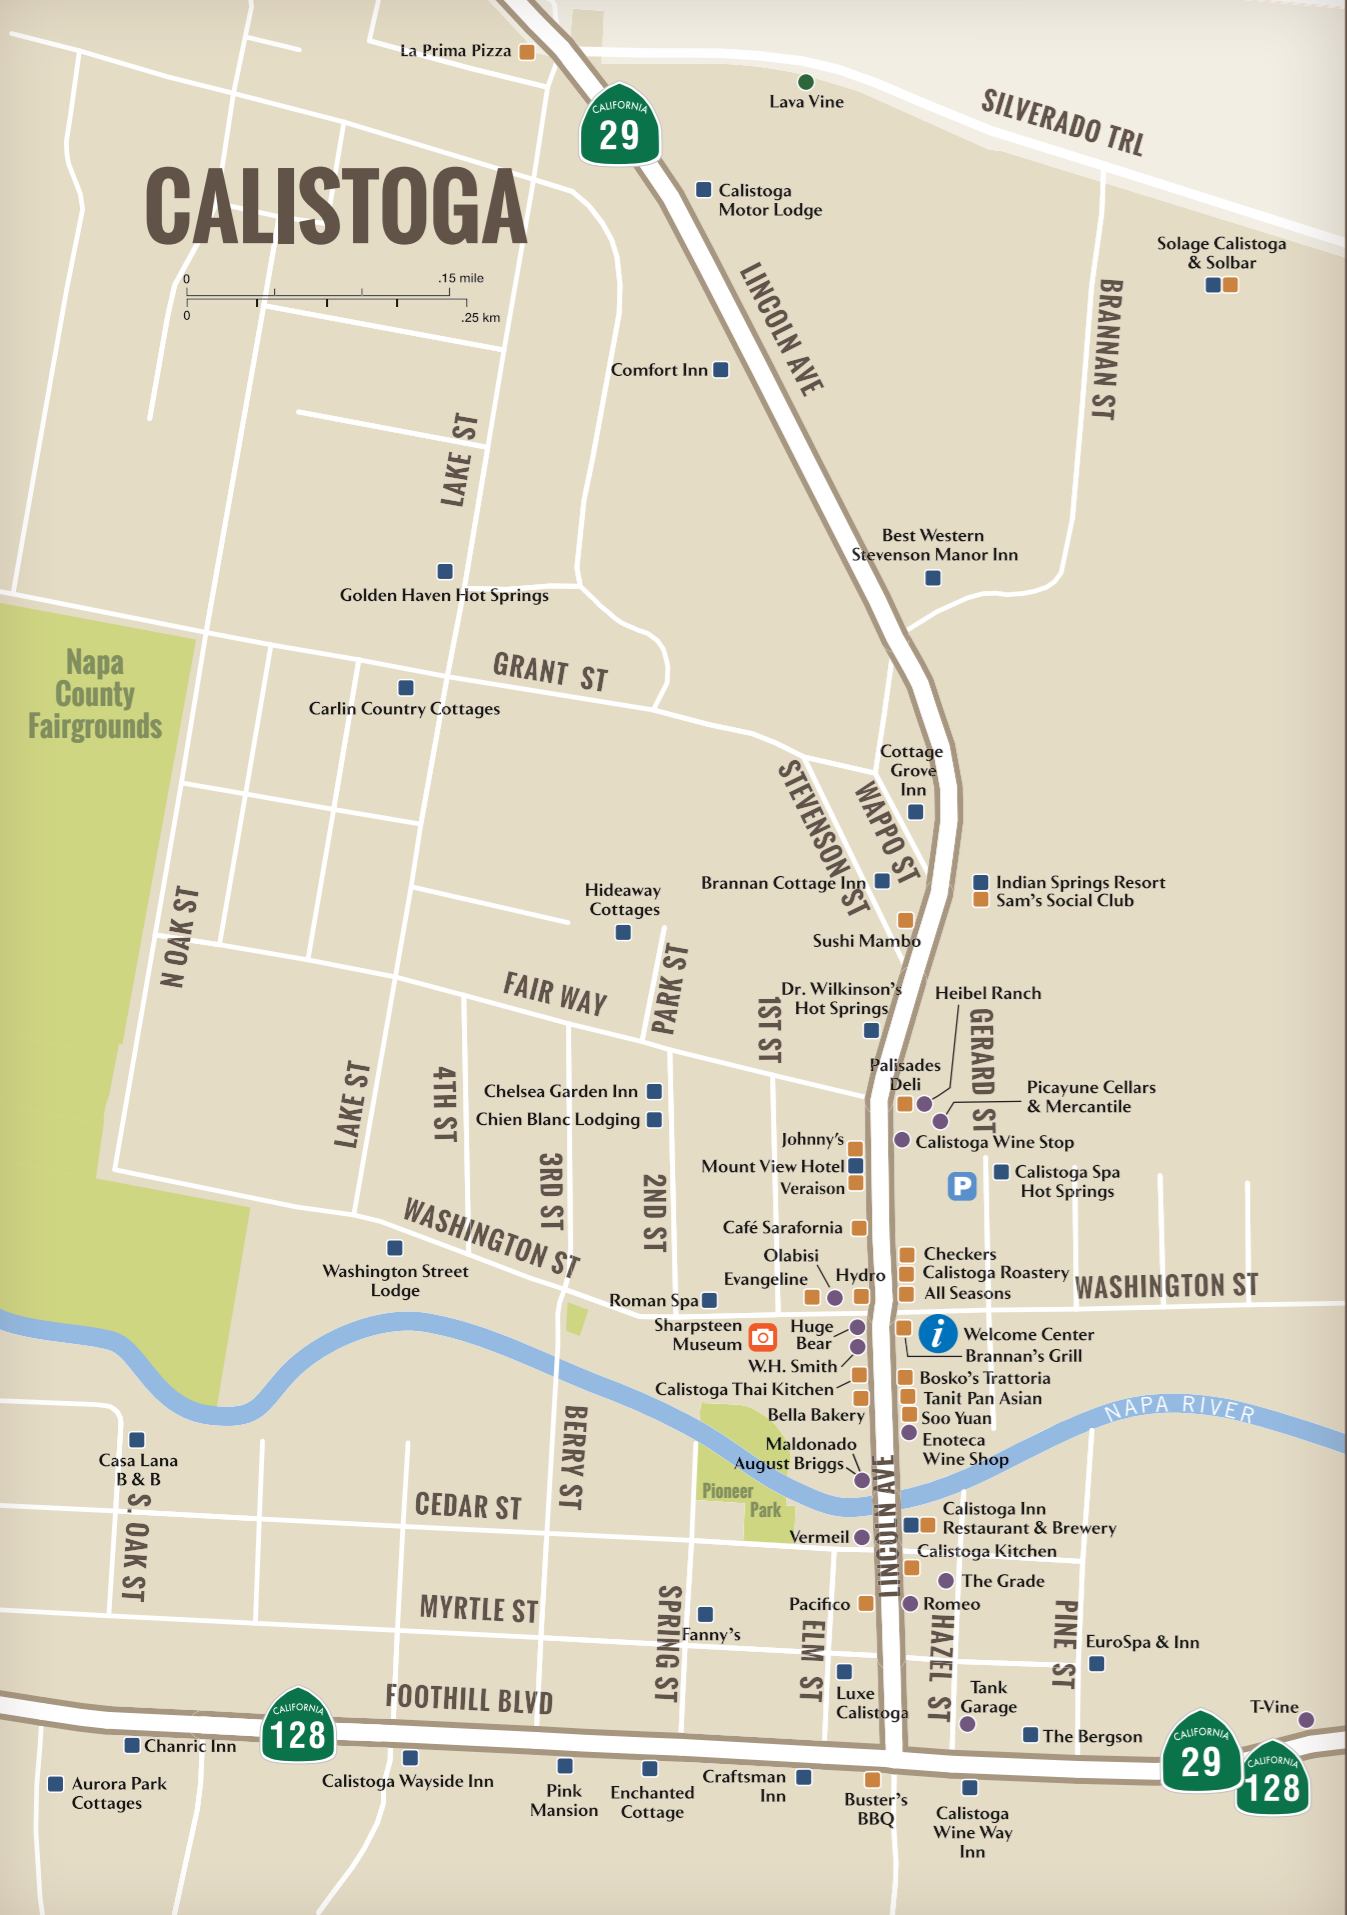 La Prima Pizza
CALIFORNIA
29
Lava Vine
SILVERADO TRL
CALISTOGA
Calistoga
Motor Lodge
Solage Calistoga
& Solbar
0
.15 mile
0
.25 km
LINCOLN AVE
BRANNAN ST
Comfort Inn
LAKE ST
Best Western
Stevenson Manor Inn
Golden Haven Hot Springs
Napa
County
Fairgrounds
GRANT ST
Carlin Country Cottages
Cottage
Grove
Inn
STEVENSON ST
WAPPO ST
Brannan Cottage Inn
Indian Springs Resort
Sam's Social Club
Hideaway
Cottages
Sushi Mambo
N OAK ST
FAIR WAY
PARK ST
1ST ST
Dr. Wilkinson's
Hot Springs
Heibel Ranch
GERARD ST
Palisades
Deli
Picayune Cellars
& Mercantile
LAKE ST
4TH ST
Chelsea Garden Inn
Chien Blanc Lodging
Johnny's
Calistoga Wine Stop
Mount View Hotel
Veraison
P
Calistoga Spa
Hot Springs
3RD ST
2ND ST
WASHINGTON ST
Café Sarafornia
Olabisi
Evangeline
Hydro
Checkers
Calistoga Roastery
All Seasons
WASHINGTON ST
Washington Street
Lodge
Roman Spa
Sharpsteen
Museum
Huge
Bear
W.H. Smith
i
Welcome Center
Brannan's Grill
Calistoga Thai Kitchen
Bella Bakery
Bosko's Trattoria
Tanit Pan Asian
Soo Yuan
Enoteca
Wine Shop
NAPA RIVER
Maldonado
August Briggs
Casa Lana
B & B
BERRY ST
Pioneer
Park
LINCOLN AVE
S. OAK ST
CEDAR ST
Vermeil
Calistoga Inn
Restaurant & Brewery
Calistoga Kitchen
The Grade
Pacifico
Romeo
MYRTLE ST
SPRING ST
Fanny's
ELM ST
HAZEL ST
PINE ST
EuroSpa & Inn
Luxe
Calistoga
Tank
Garage
The Bergson
T-Vine
FOOTHILL BLVD
CALIFORNIA
128
Chanric Inn
Aurora Park
Cottages
Calistoga Wayside Inn
Pink
Mansion
Enchanted
Cottage
Craftsman
Inn
Buster's
BBQ
Calistoga
Wine Way
Inn
CALIFORNIA
29
CALIFORNIA
128